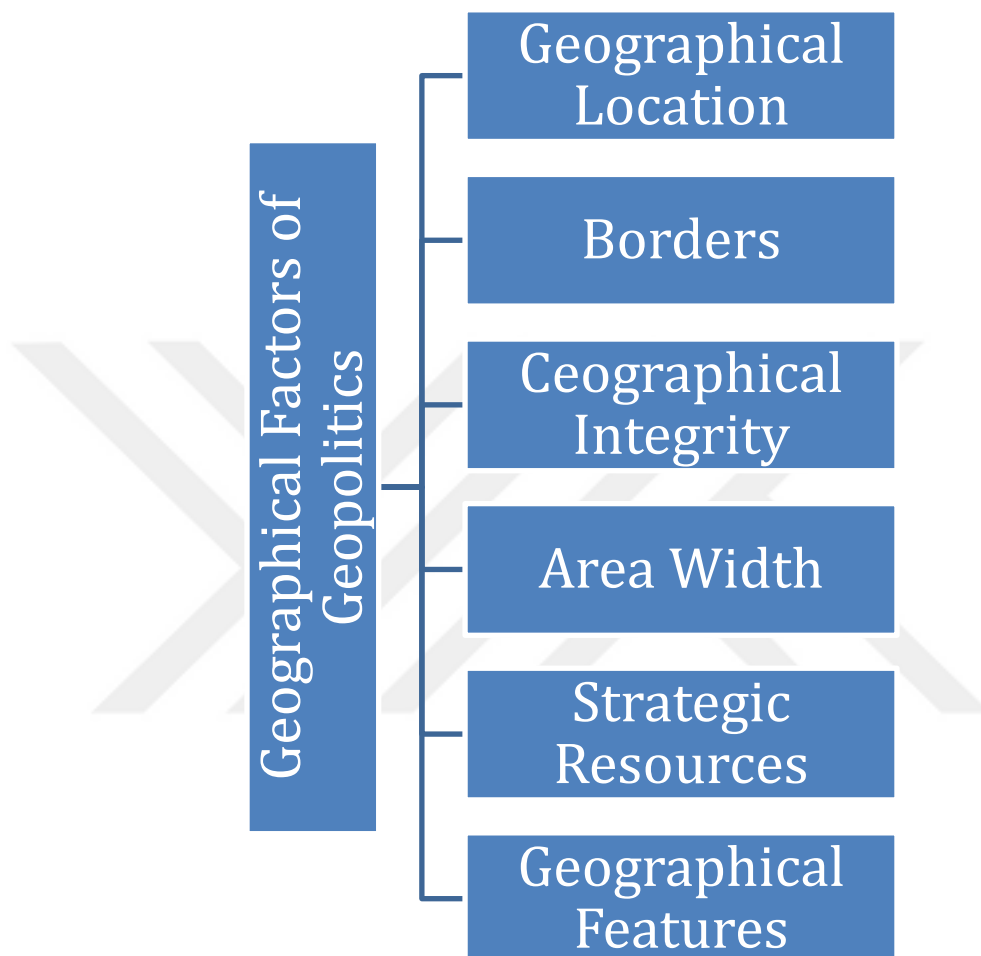 Geographical Factors of
Geopolitics
Geographical
Location
Borders
Ceographical
Integrity
Area Width
Strategic
Resources
Geographical
Features